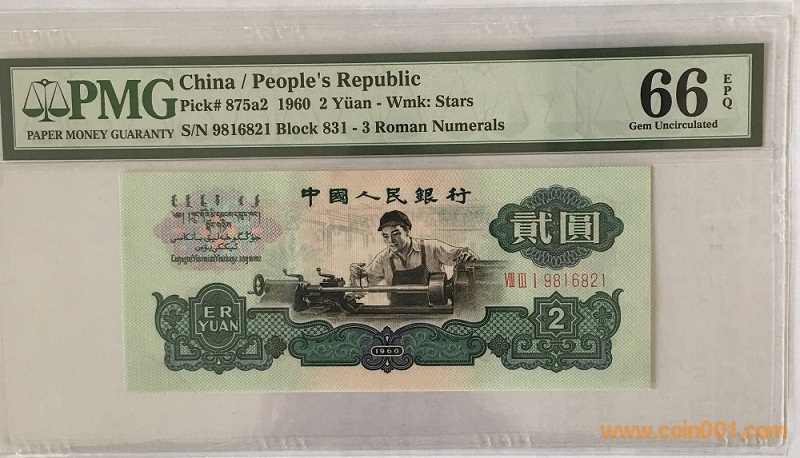 PMG
PAPER MONEY GUARANTY
China / People's Republic
Pick# 875a2 1960 2 Yüan - Wmk: Stars
S/N 9816821 Block 831 - 3 Roman Numerals
66 EPQ
Gem Uncirculated
中國人民銀行
貳圓
VIII III I 9816821
ER
YUAN
1960
2
www.coin001.com